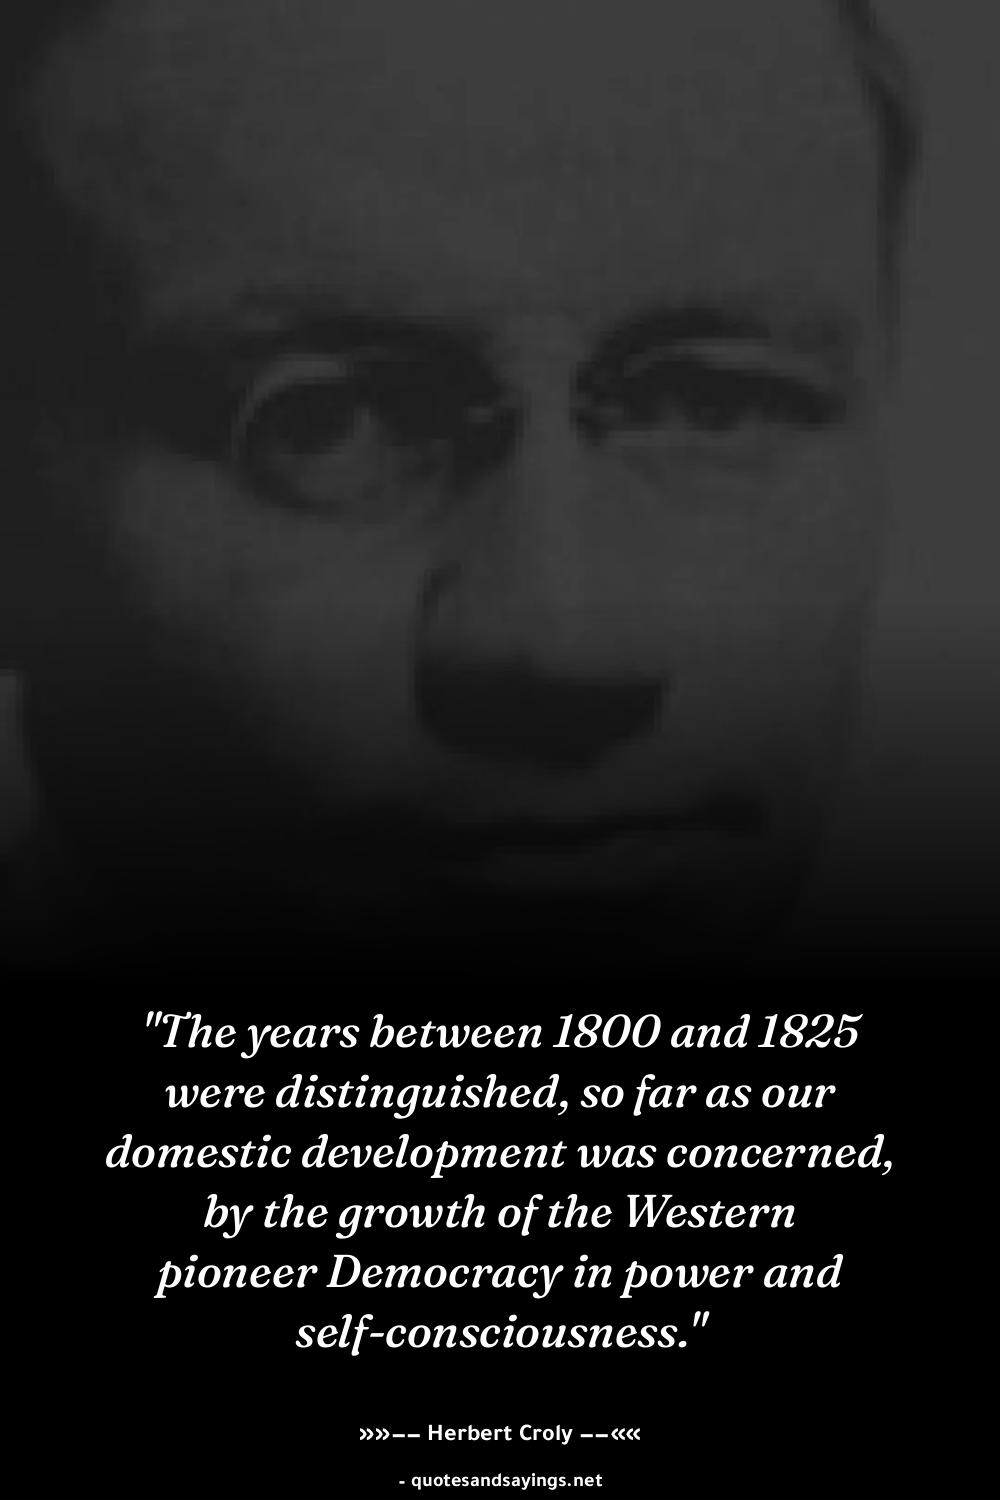 "The years between 1800 and 1825
were distinguished, so far as our
domestic development was concerned,
by the growth of the Western
pioneer Democracy in power and
self-consciousness."
»»−− Herbert Croly −−««
- quotesandsayings.net